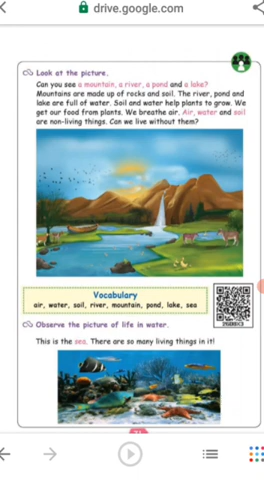 drive.google.com
Look at the picture.
Can you see a mountain, a river, a pond and a lake?
Mountains are made up of rocks and soil. The river, pond and
lake are full of water. Soil and water help plants to grow. We
get our food from plants. We breathe air. Air, water and soil
are non-living things. Can we live without them?
Vocabulary
air, water, soil, river, mountain, pond, lake, sea
Observe the picture of life in water.
This is the sea. There are so many living things in it!